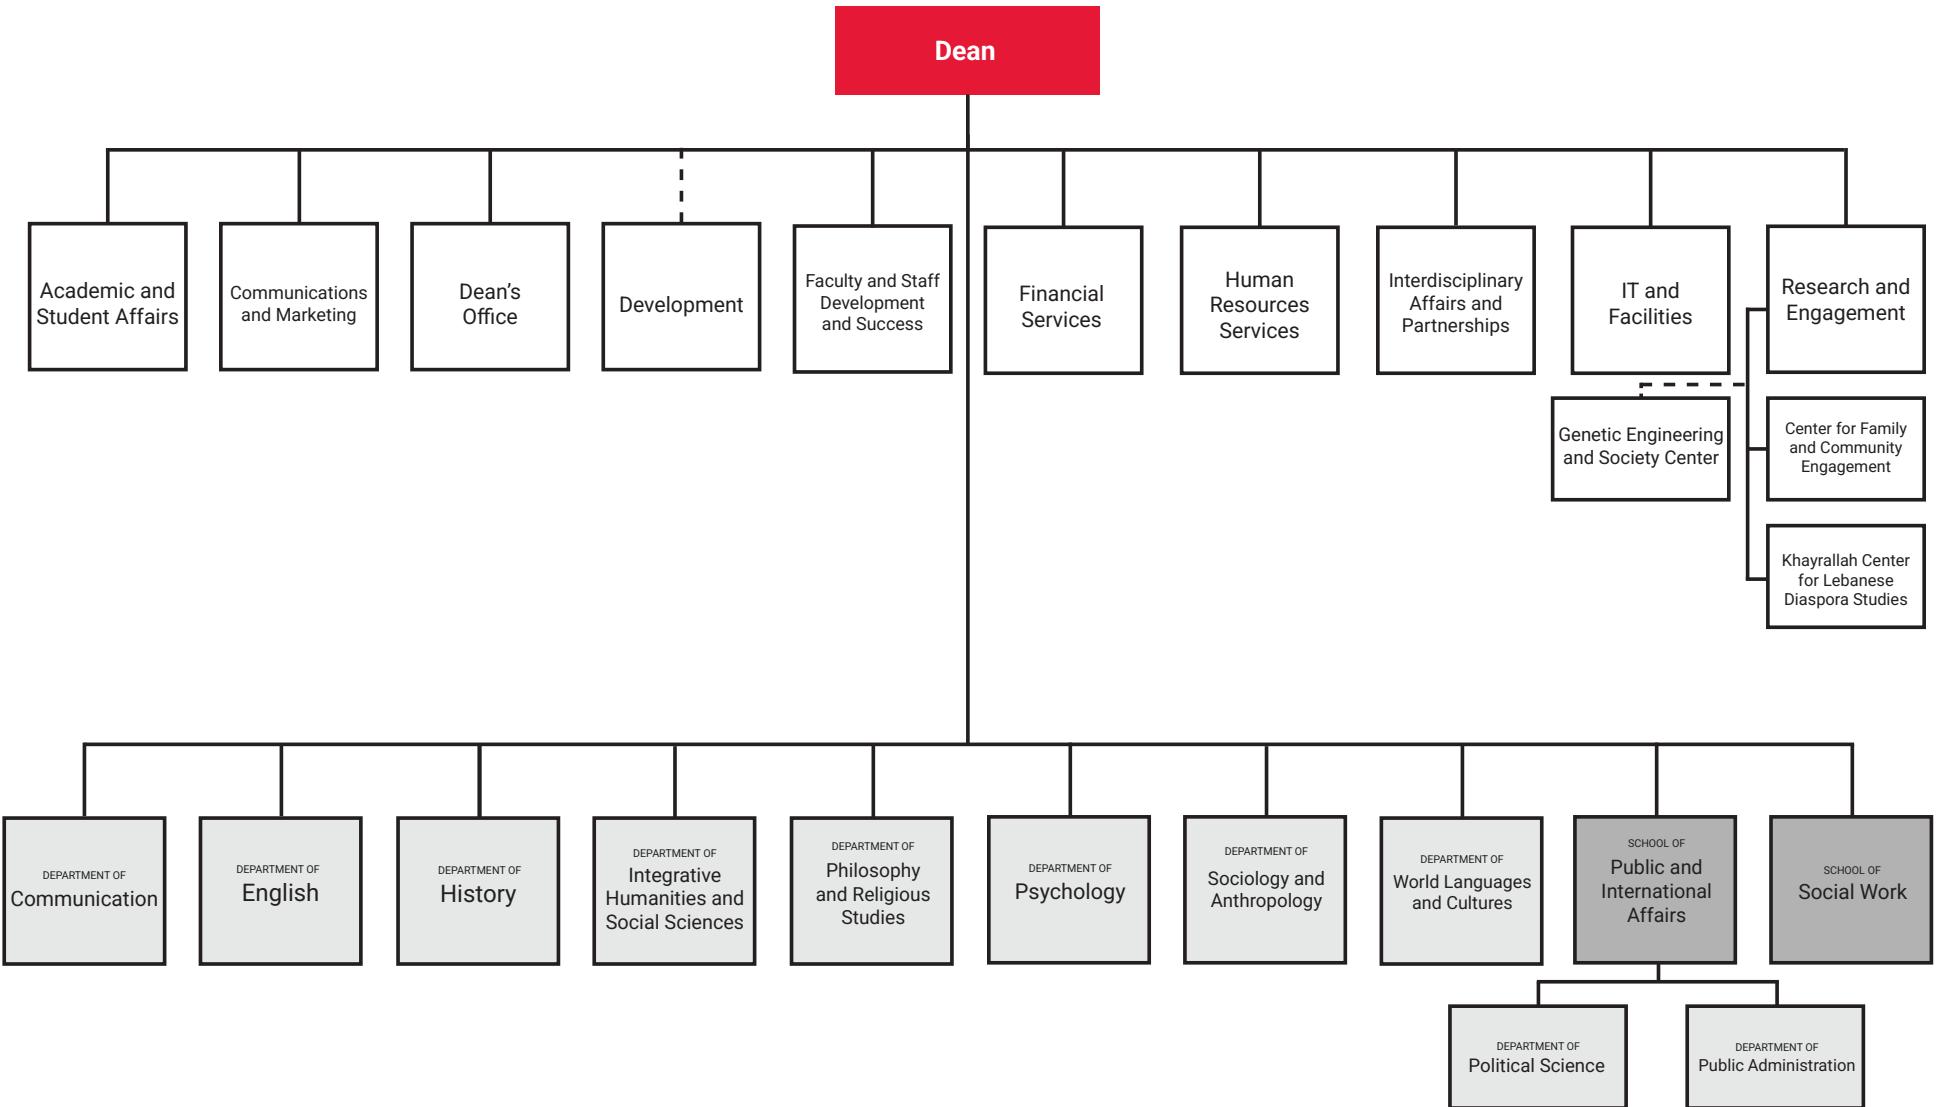 Dean
Academic and
Student Affairs
Communications
and Marketing
Dean’s
Office
Development
Faculty and Staff
Development
and Success
Financial
Services
Human
Resources
Services
Interdisciplinary
Affairs and
Partnerships
IT and
Facilities
Research and
Engagement
Genetic Engineering
and Society Center
Center for Family
and Community
Engagement
Khayrallah Center
for Lebanese
Diaspora Studies
DEPARTMENT OF
Communication
DEPARTMENT OF
English
DEPARTMENT OF
History
DEPARTMENT OF
Integrative
Humanities and
Social Sciences
DEPARTMENT OF
Philosophy
and Religious
Studies
DEPARTMENT OF
Psychology
DEPARTMENT OF
Sociology and
Anthropology
DEPARTMENT OF
World Languages
and Cultures
SCHOOL OF
Public and
International
Affairs
SCHOOL OF
Social Work
DEPARTMENT OF
Political Science
DEPARTMENT OF
Public Administration